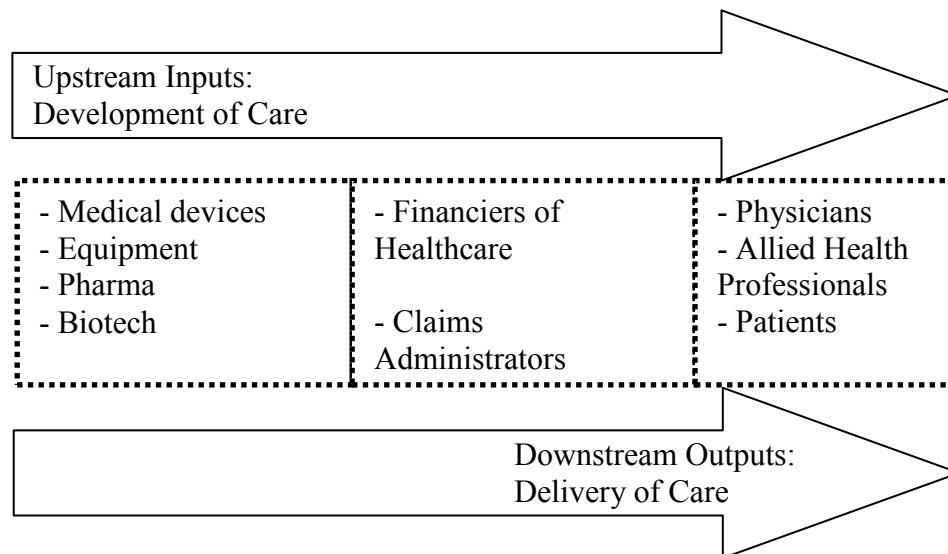 Upstream Inputs:
Development of Care
- Medical devices
- Equipment
- Pharma
- Biotech
- Financiers of
Healthcare
- Claims
Administrators
- Physicians
- Allied Health
Professionals
- Patients
Downstream Outputs:
Delivery of Care